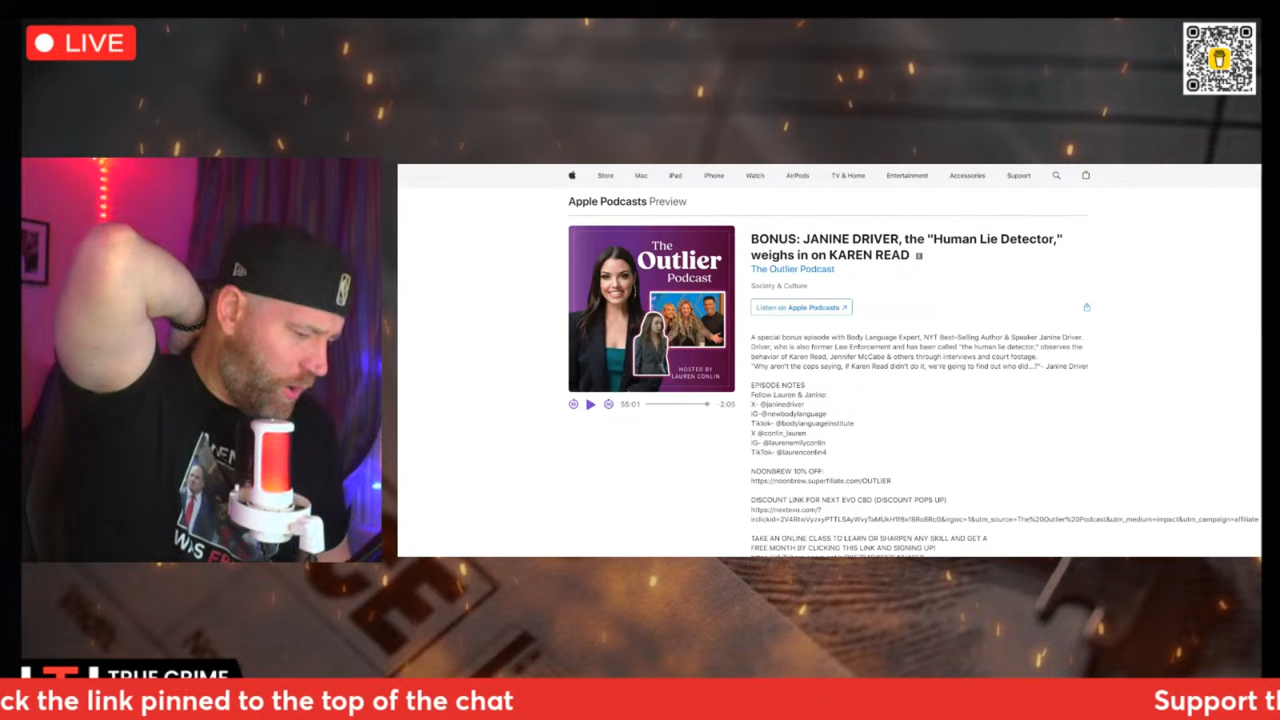 LIVE
Store Mac iPad iPhone Watch AirPods TV & Home Entertainment Accessories Support
Apple Podcasts Preview
The
Outlier
Podcast
HOSTED BY
LAUREN CONLIN
55:01
-2:05
BONUS: JANINE DRIVER, the "Human Lie Detector,"
weighs in on KAREN READ
The Outlier Podcast
Society & Culture
Listen on Apple Podcasts ↗
A special bonus episode with Body Language Expert, NYT Best-Selling Author & Speaker Janine Driver.
Driver, who is also former Law Enforcement and has been called "the human lie detector," observes the
behavior of Karen Read, Jennifer McCabe & others through interviews and court footage.
"Why aren't the cops saying, if Karen Read didn't do it, we're going to find out who did...?"- Janine Driver
EPISODE NOTES
Follow Lauren & Janine:
X- @janinedriver
IG-@newbodylanguage
Tiktok- @bodylanguageinstitute
X @conlin_lauren
IG- @laurenemilyconlin
TikTok- @laurenconlin4
NOONBREW 10% OFF:
https://noonbrew.superfiliate.com/OUTLIER
DISCOUNT LINK FOR NEXT EVO CBD (DISCOUNT POPS UP)
https://nextevo.com/?
TAKE AN ONLINE CLASS TO LEARN OR SHARPEN ANY SKILL AND GET A
FREE MONTH BY CLICKING THIS LINK AND SIGNING UP!
TRUE CRIME
ck the link pinned to the top of the chat
Support th